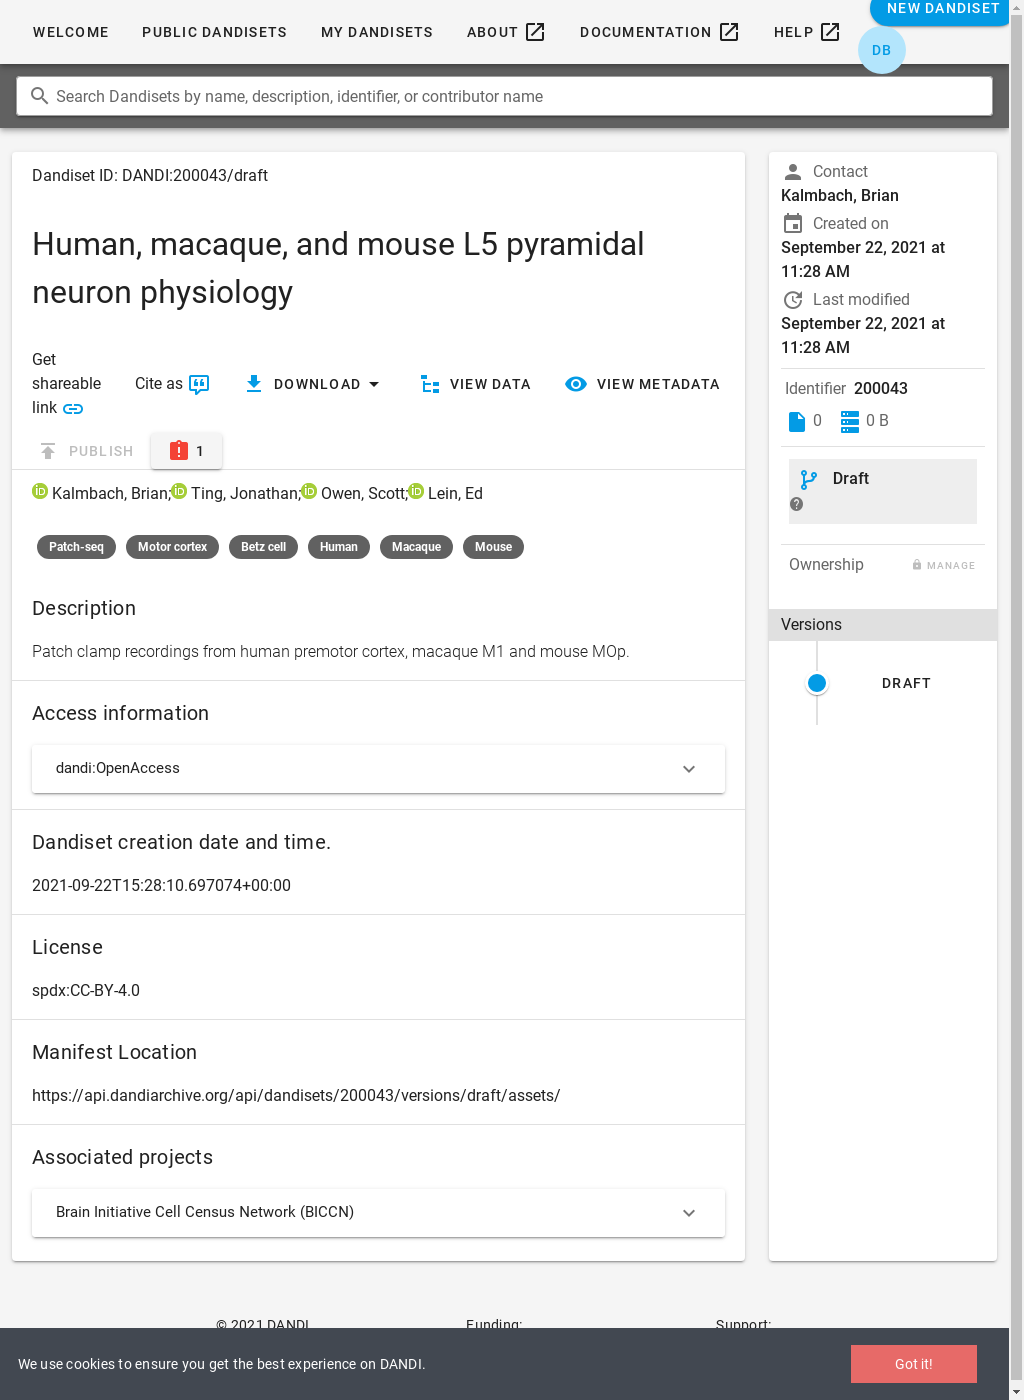 WELCOME
PUBLIC DANDISETS
MY DANDISETS
ABOUT
DOCUMENTATION
HELP
NEW DANDISET
DB
Search Dandisets by name, description, identifier, or contributor name
Dandiset ID: DANDI:200043/draft
Human, macaque, and mouse L5 pyramidal
neuron physiology
Get
shareable
link
Cite as
DOWNLOAD
VIEW DATA
VIEW METADATA
PUBLISH
1
Kalmbach, Brian; Ting, Jonathan; Owen, Scott; Lein, Ed
Patch-seq
Motor cortex
Betz cell
Human
Macaque
Mouse
Description
Patch clamp recordings from human premotor cortex, macaque M1 and mouse MOp.
Access information
dandi:OpenAccess
Dandiset creation date and time.
2021-09-22T15:28:10.697074+00:00
License
spdx:CC-BY-4.0
Manifest Location
https://api.dandiarchive.org/api/dandisets/200043/versions/draft/assets/
Associated projects
Brain Initiative Cell Census Network (BICCN)
Contact
Kalmbach, Brian
Created on
September 22, 2021 at
11:28 AM
Last modified
September 22, 2021 at
11:28 AM
Identifier 200043
0
0 B
Draft
Ownership
MANAGE
Versions
DRAFT
© 2021 DANDI
Funding:
Support:
We use cookies to ensure you get the best experience on DANDI.
Got it!